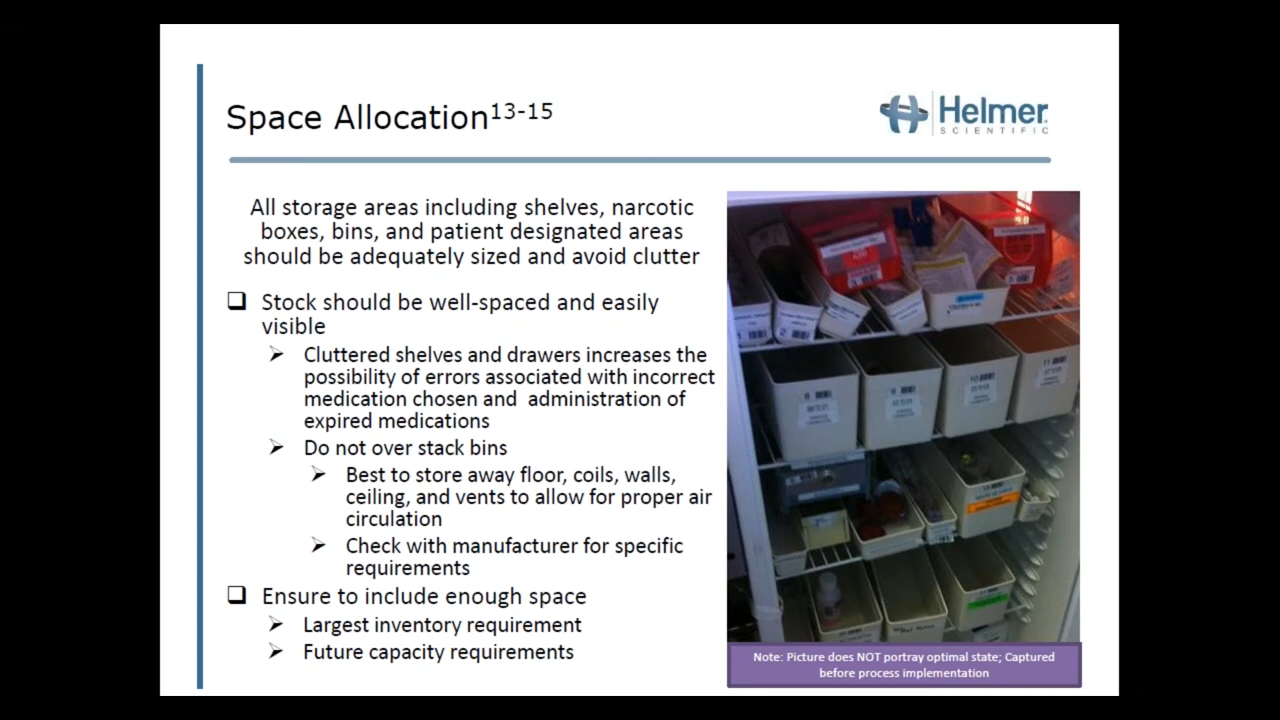 Space Allocation13-15
Helmer
SCIENTIFIC
All storage areas including shelves, narcotic
boxes, bins, and patient designated areas
should be adequately sized and avoid clutter
Stock should be well-spaced and easily
visible
Cluttered shelves and drawers increases the
possibility of errors associated with incorrect
medication chosen and administration of
expired medications
Do not over stack bins
Best to store away floor, coils, walls,
ceiling, and vents to allow for proper air
circulation
Check with manufacturer for specific
requirements
Ensure to include enough space
Largest inventory requirement
Future capacity requirements
8
9
10
11
Note: Picture does NOT portray optimal state; Captured
before process implementation